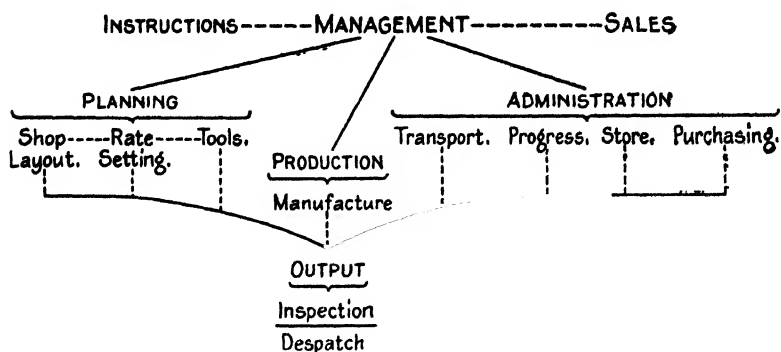 INSTRUCTIONS-----MANAGEMENT---------SALES
PLANNING
ADMINISTRATION
Shop-----Rate-----Tools.
Layout. Setting.
Transport. Progress. Store. Purchasing.
PRODUCTION
Manufacture
OUTPUT
Inspection
Despatch